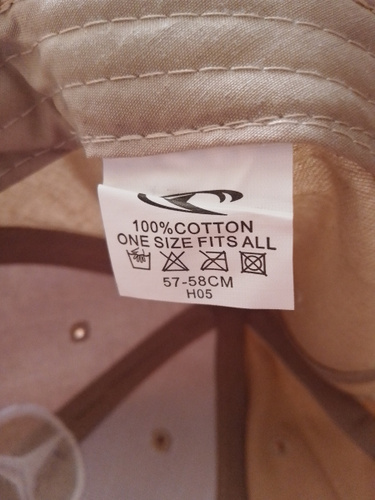 100%COTTON
ONE SIZE FITS ALL
57-58CM
H05